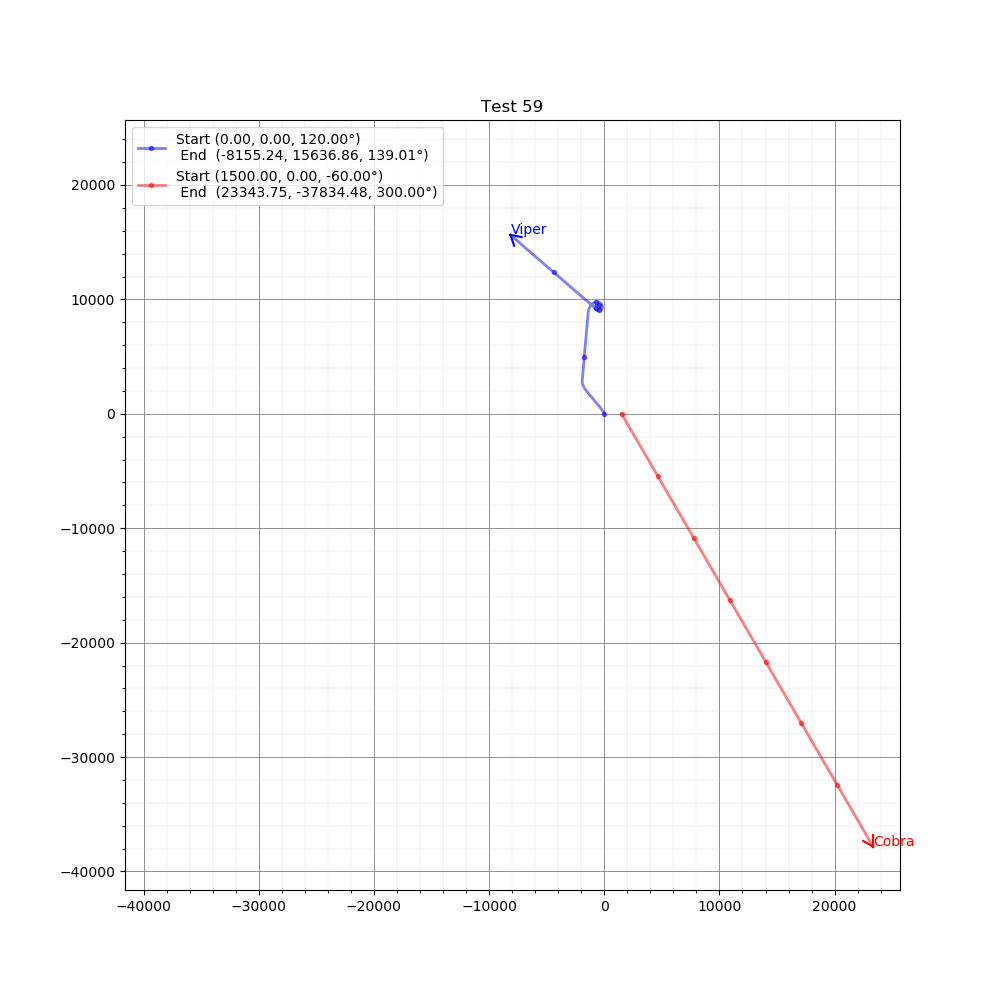 Test 59
Start (0.00, 0.00, 120.00°)
End  (-8155.24, 15636.86, 139.01°)
Start (1500.00, 0.00, -60.00°)
End  (23343.75, -37834.48, 300.00°)
20000
10000
0
−10000
−20000
−30000
−40000
Viper
Cobra
−40000 −30000 −20000 −10000 0 10000 20000